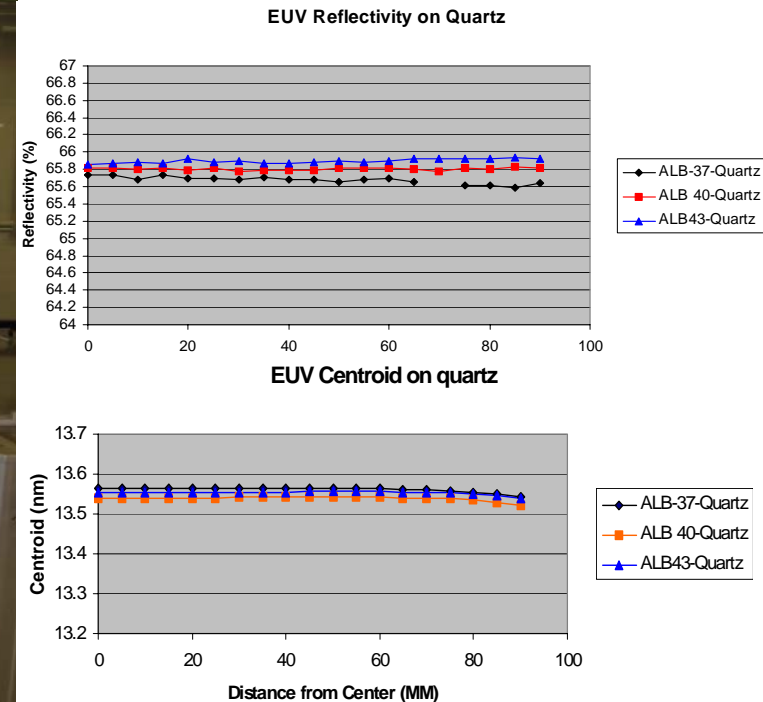 EUV Reflectivity on Quartz
Reflectivity (%)
67
66.8
66.6
66.4
66.2
66
65.8
65.6
65.4
65.2
65
64.8
64.6
64.4
64.2
64
0 20 40 60 80 100
ALB-37-Quartz
ALB 40-Quartz
ALB43-Quartz
EUV Centroid on quartz
Centroid (nm)
13.7
13.6
13.5
13.4
13.3
13.2
0 20 40 60 80 100
Distance from Center (MM)
ALB-37-Quartz
ALB 40-Quartz
ALB43-Quartz